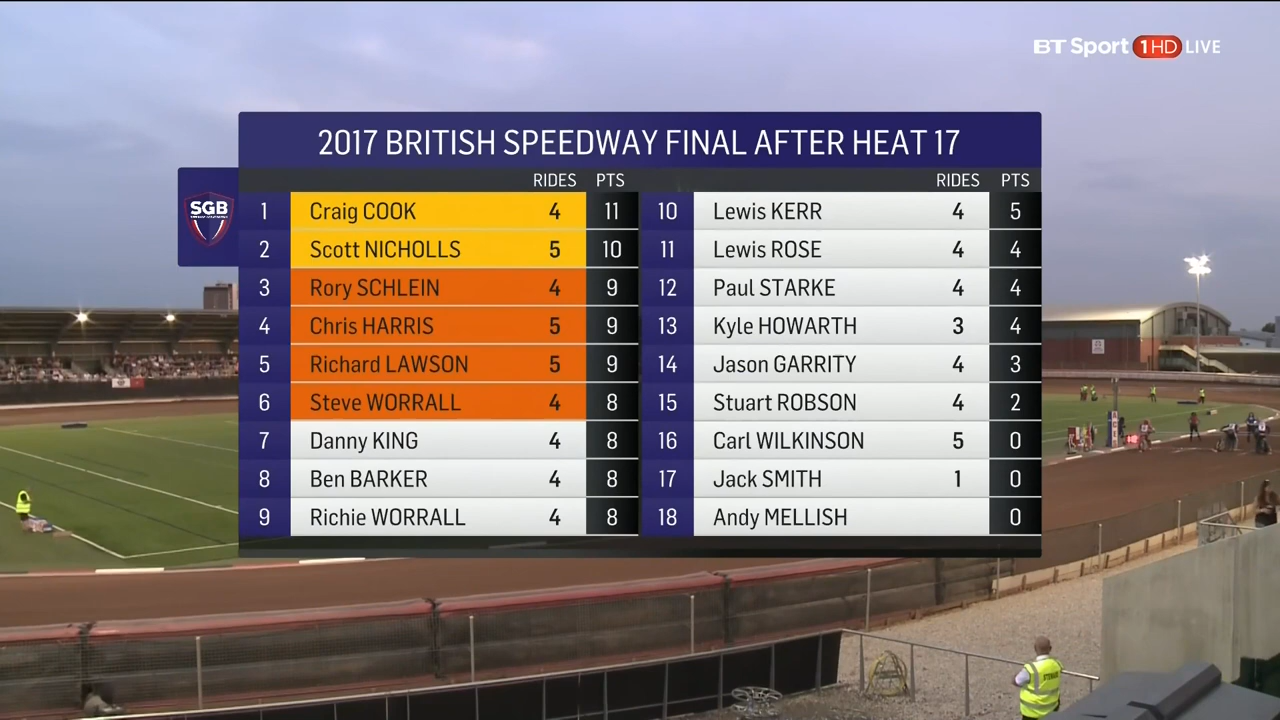 BT Sport 1HD LIVE
2017 BRITISH SPEEDWAY FINAL AFTER HEAT 17
RIDES PTS
RIDES PTS
SGB
1 Craig COOK 4 11
2 Scott NICHOLLS 5 10
3 Rory SCHLEIN 4 9
4 Chris HARRIS 5 9
5 Richard LAWSON 5 9
6 Steve WORRALL 4 8
7 Danny KING 4 8
8 Ben BARKER 4 8
9 Richie WORRALL 4 8
10 Lewis KERR 4 5
11 Lewis ROSE 4 4
12 Paul STARKE 4 4
13 Kyle HOWARTH 3 4
14 Jason GARRITY 4 3
15 Stuart ROBSON 4 2
16 Carl WILKINSON 5 0
17 Jack SMITH 1 0
18 Andy MELLISH 0
STEWARD